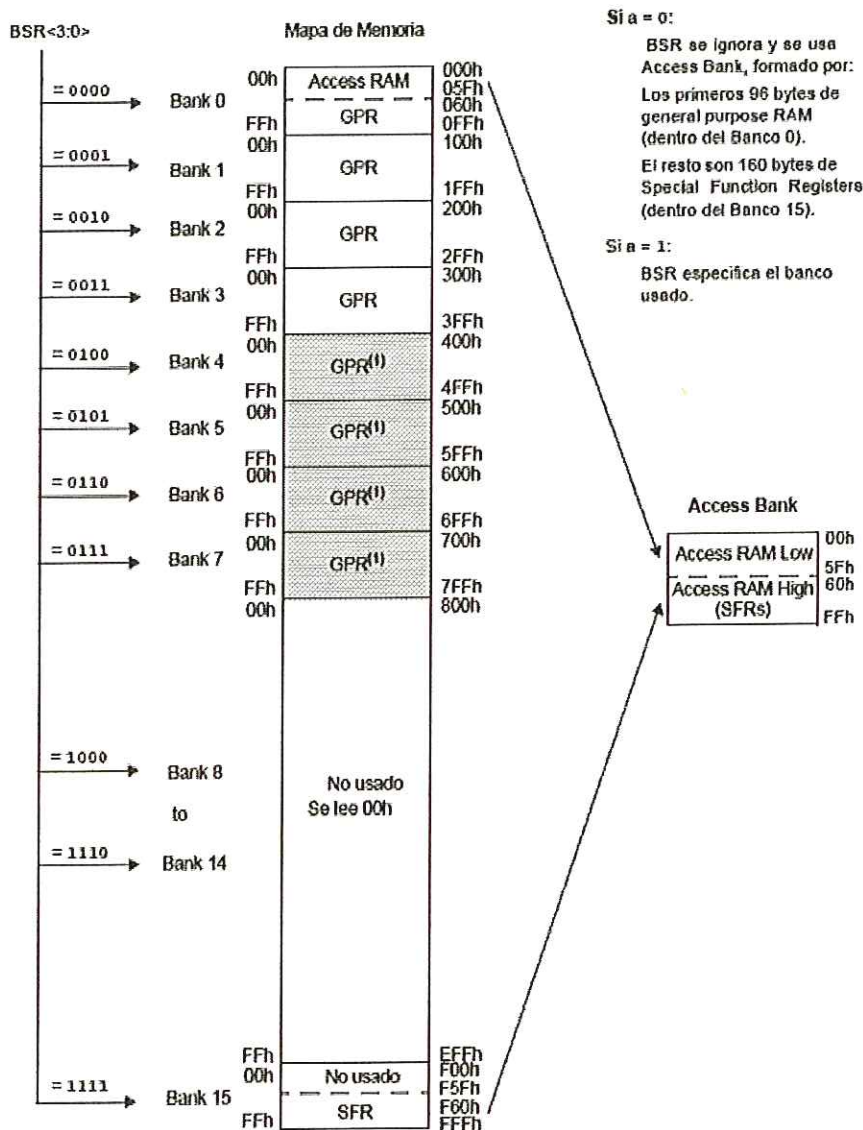 BSR<3:0>
Mapa de Memoria
Si a = 0:
BSR se ignora y se usa
Access Bank, formado por:
Los primeros 96 bytes de
general purpose RAM
(dentro del Banco 0).
El resto son 160 bytes de
Special Function Registers
(dentro del Banco 15).
Si a = 1:
BSR especifica el banco
usado.
= 0000
Bank 0
00h
Access RAM
000h
05Fh
060h
FFh
GPR
0FFh
= 0001
Bank 1
00h
GPR
100h
FFh
1FFh
= 0010
Bank 2
00h
GPR
200h
FFh
2FFh
= 0011
Bank 3
00h
GPR
300h
FFh
3FFh
= 0100
Bank 4
00h
GPR(1)
400h
FFh
4FFh
= 0101
Bank 5
00h
GPR(1)
500h
FFh
5FFh
= 0110
Bank 6
00h
GPR(1)
600h
FFh
6FFh
= 0111
Bank 7
00h
GPR(1)
700h
FFh
7FFh
00h
800h
= 1000
Bank 8
to
= 1110
Bank 14
No usado
Se lee 00h
FFh
EFFh
= 1111
Bank 15
00h
No usado
F00h
F5Fh
F60h
FFh
SFR
FFFh
Access Bank
Access RAM Low
00h
5Fh
Access RAM High
(SFRs)
60h
FFh